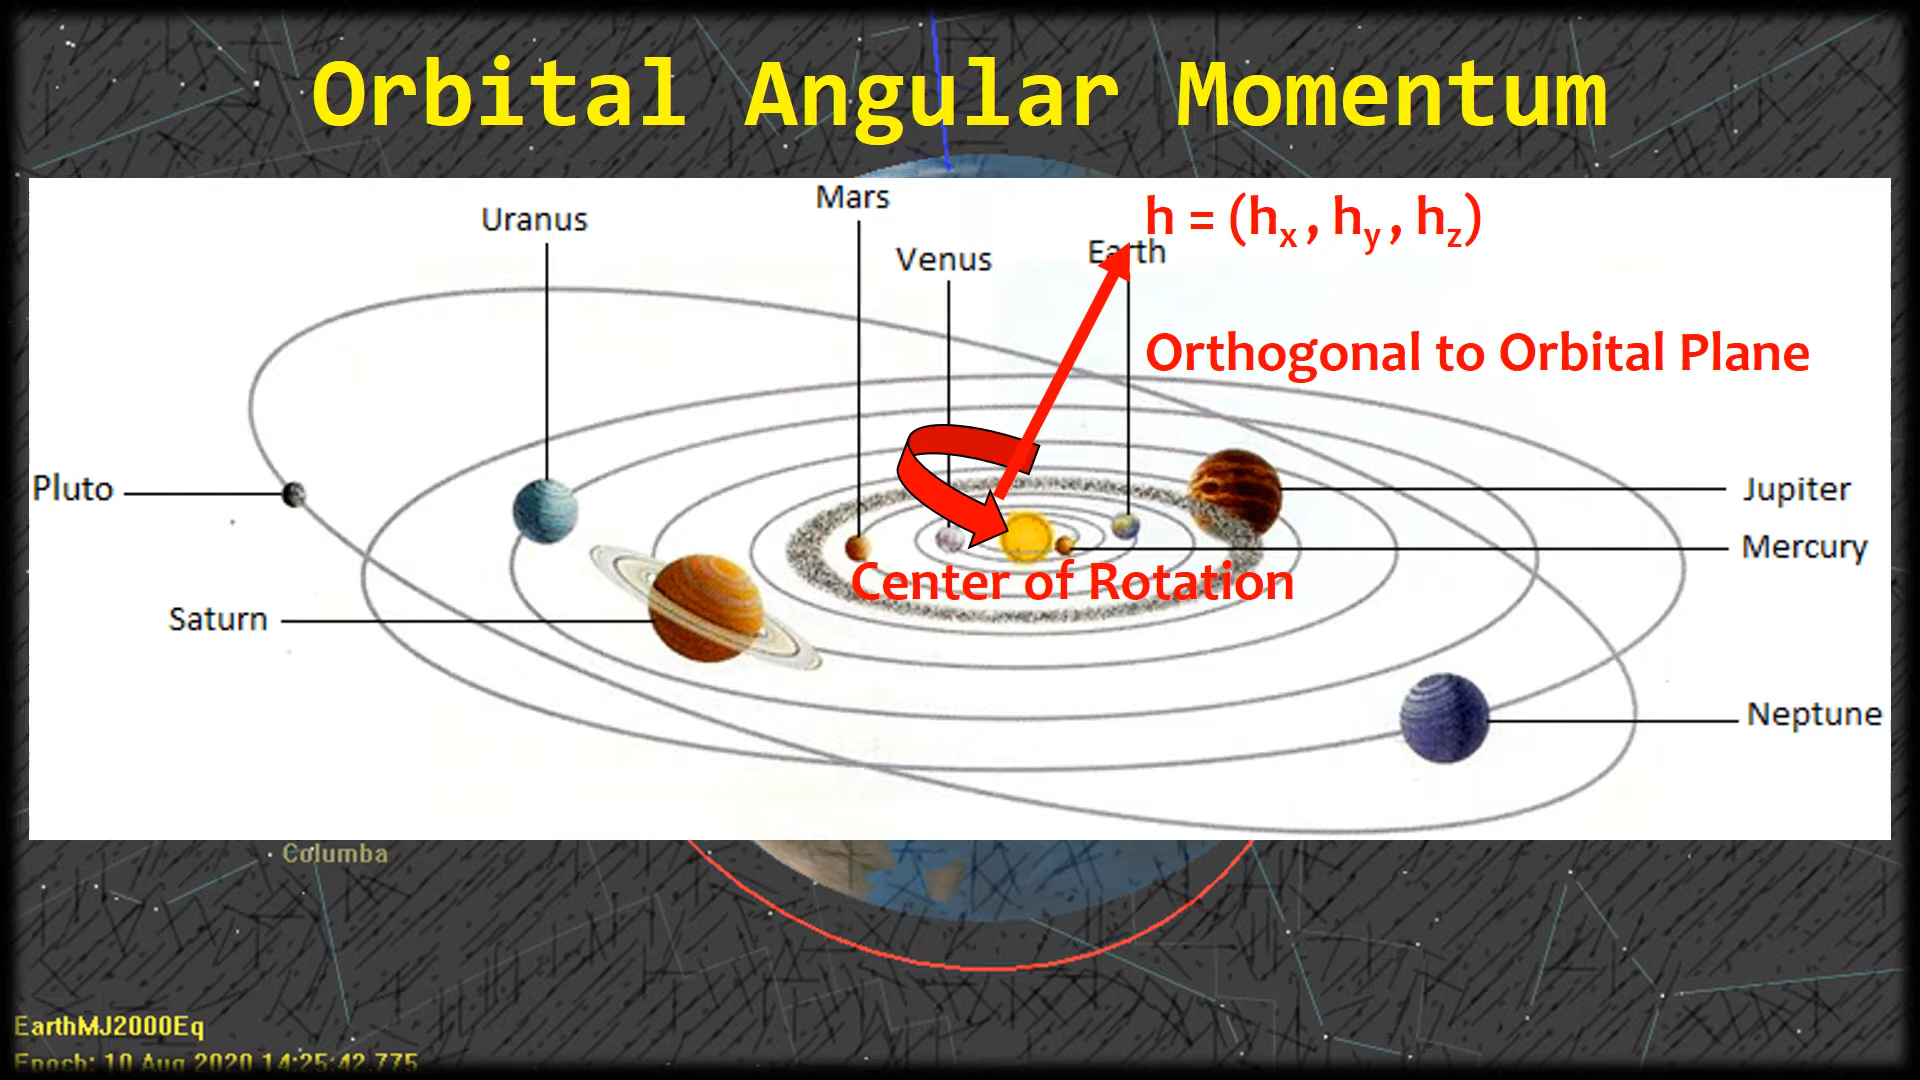 Orbital Angular Momentum
Mars
Uranus
Venus
Earth
h = (hx , hy , hz)
Orthogonal to Orbital Plane
Pluto
Jupiter
Mercury
Center of Rotation
Saturn
Neptune
Columba
EarthMJ2000Eq
Epoch: 10 Aug 2020 14:25:42.775